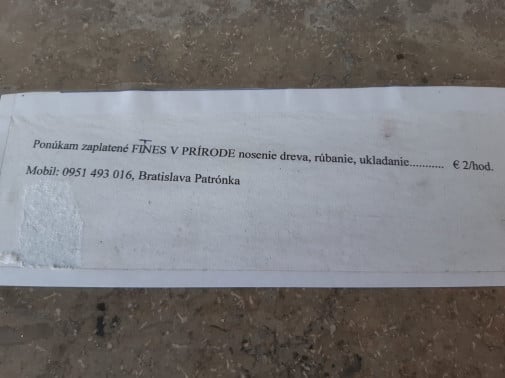 Ponúkam zaplatené FITNES V PRÍRODE nosenie dreva, rúbanie, ukladanie........... € 2/hod.
Mobil: 0951 493 016, Bratislava Patrónka